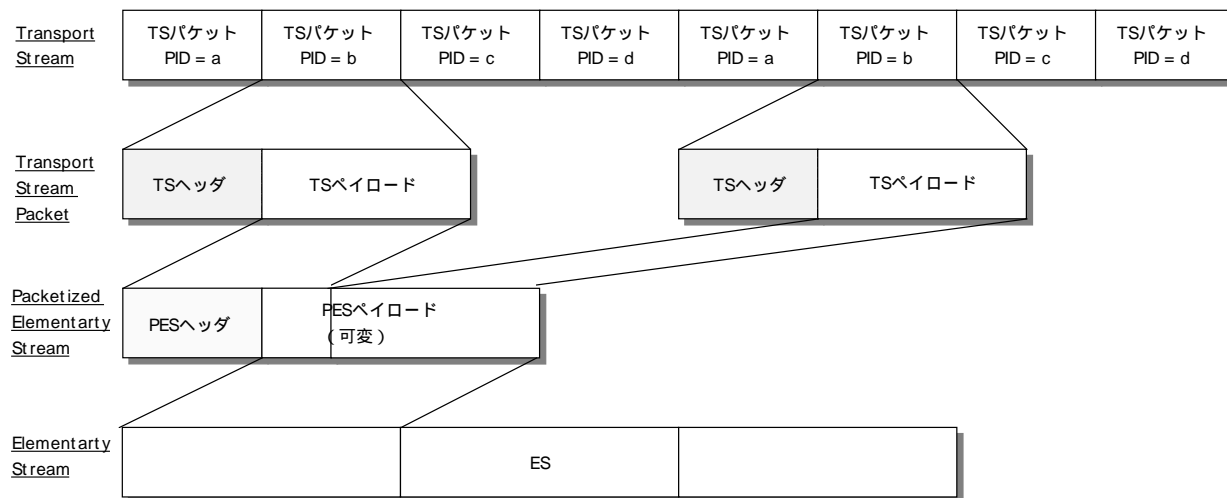 Transport
Stream
TSパケット
PID = a
TSパケット
PID = b
TSパケット
PID = c
TSパケット
PID = d
TSパケット
PID = a
TSパケット
PID = b
TSパケット
PID = c
TSパケット
PID = d
Transport
Stream
Packet
TSヘッダ
TSペイロード
TSヘッダ
TSペイロード
Packetized
Elementarty
Stream
PESヘッダ
PESペイロード
(可変)
Elementarty
Stream
ES